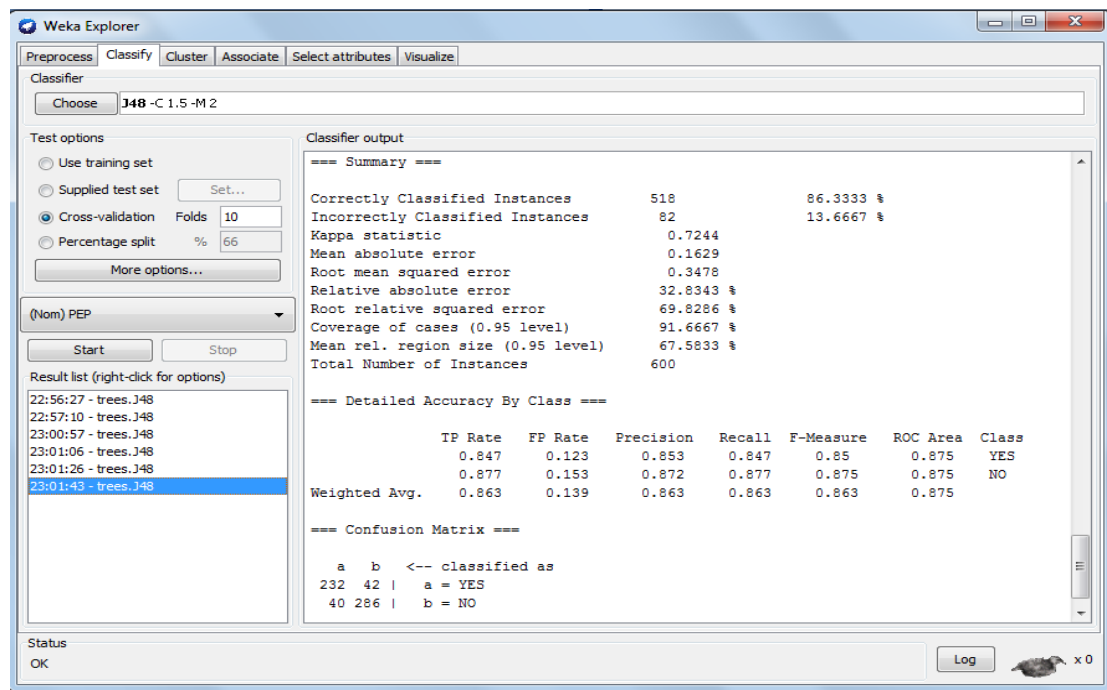 Weka Explorer
Preprocess Classify Cluster Associate Select attributes Visualize
Classifier
Choose J48 -C 1.5 -M 2
Test options
Use training set
Supplied test set Set...
Cross-validation Folds 10
Percentage split % 66
More options...
(Nom) PEP
Start Stop
Result list (right-click for options)
22:56:27 - trees.J48
22:57:10 - trees.J48
23:00:57 - trees.J48
23:01:06 - trees.J48
23:01:26 - trees.J48
23:01:43 - trees.J48
Classifier output
=== Summary ===
Correctly Classified Instances 518 86.3333 %
Incorrectly Classified Instances 82 13.6667 %
Kappa statistic 0.7244
Mean absolute error 0.1629
Root mean squared error 0.3478
Relative absolute error 32.8343 %
Root relative squared error 69.8286 %
Coverage of cases (0.95 level) 91.6667 %
Mean rel. region size (0.95 level) 67.5833 %
Total Number of Instances 600
=== Detailed Accuracy By Class ===
TP Rate FP Rate Precision Recall F-Measure ROC Area Class
0.847 0.123 0.853 0.847 0.85 0.875 YES
0.877 0.153 0.872 0.877 0.875 0.875 NO
Weighted Avg. 0.863 0.139 0.863 0.863 0.863 0.875
=== Confusion Matrix ===
a b <-- classified as
232 42 | a = YES
40 286 | b = NO
Status
OK
Log
x 0